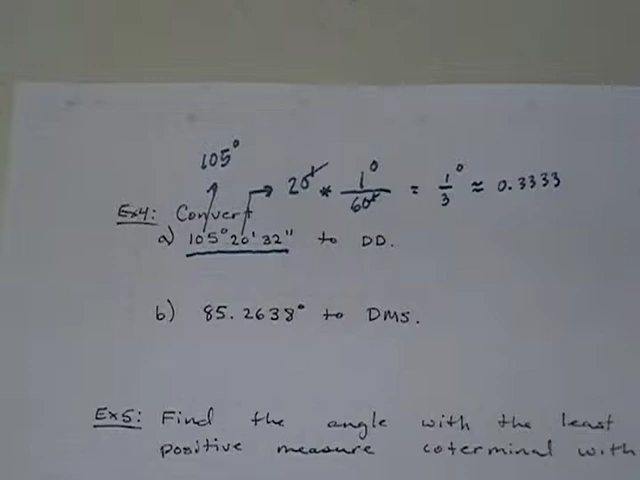 105°
20' * 1°/60' = 1/3° ≈ 0.3333
Ex4: Convert
a) 105°20'32" to DD.
b) 85.2638° to DMS.
Ex5: Find the angle with the least
positive measure coterminal with